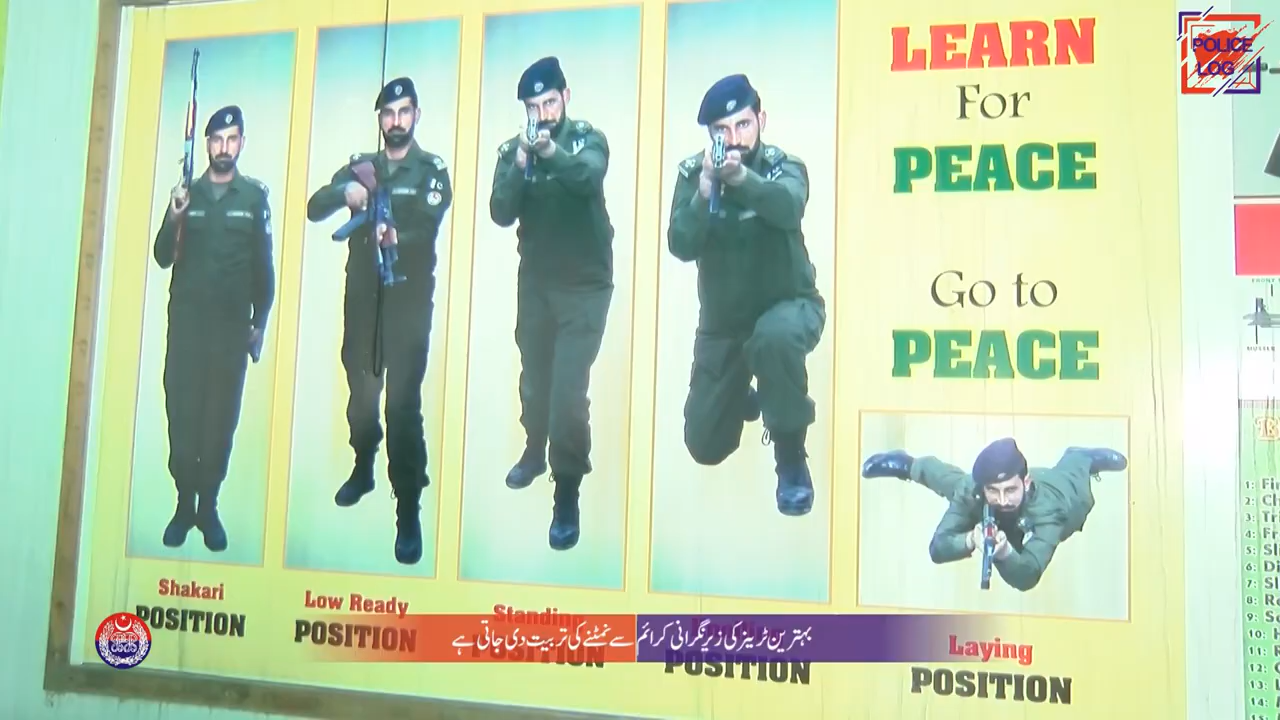 LEARN
For
PEACE
Go to
PEACE
POLICE
LOG
Shakari
POSITION
Low Ready
POSITION
Standing
POSITION
POSITION
Laying
POSITION
بہترین ٹرینرز کی زیرِنگرانی کرائم سے نمٹنے کی تربیت دی جاتی ہے